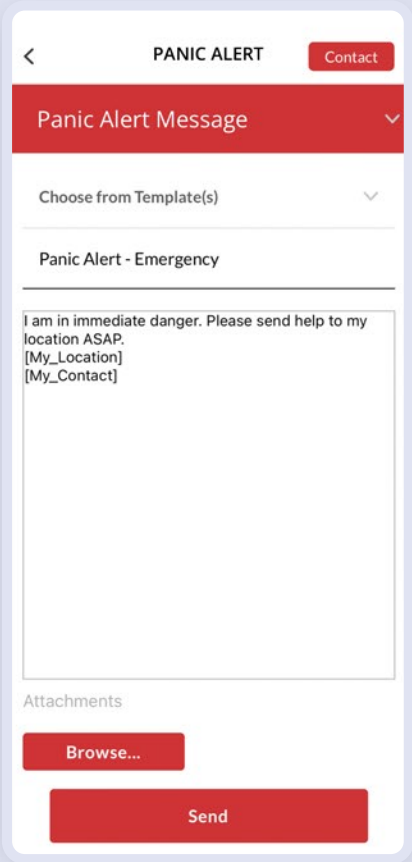 PANIC ALERT
Contact
Panic Alert Message
Choose from Template(s)
Panic Alert - Emergency
I am in immediate danger. Please send help to my
location ASAP.
[My_Location]
[My_Contact]
Attachments
Browse...
Send